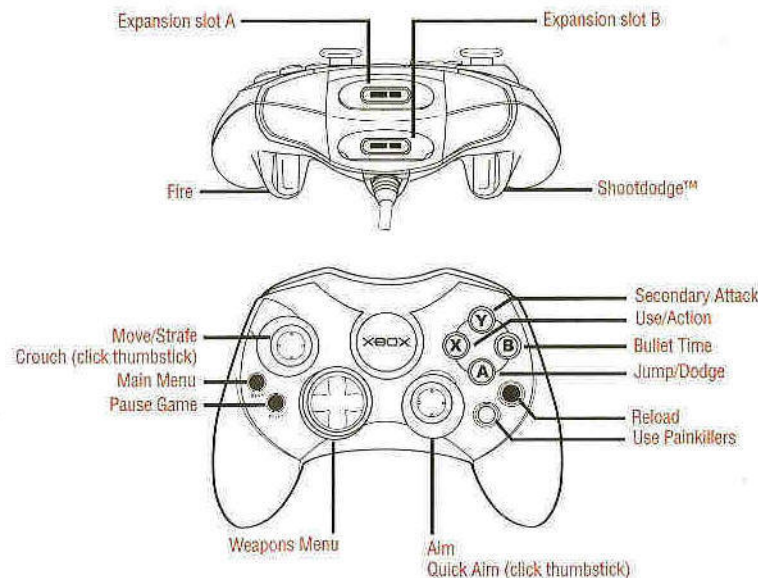 Expansion slot A
Expansion slot B
Fire
Shootdodge™
Move/Strafe
Crouch (click thumbstick)
Main Menu
Pause Game
XBOX
Y
X
B
A
Secondary Attack
Use/Action
Bullet Time
Jump/Dodge
Reload
Use Painkillers
Weapons Menu
Aim
Quick Aim (click thumbstick)